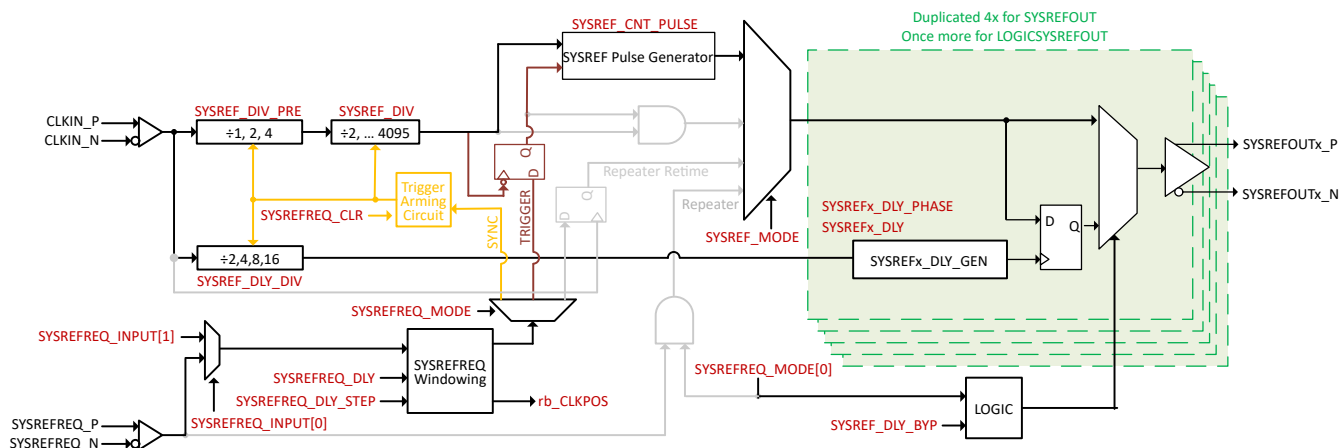 Duplicated 4x for SYSREFOUT
Once more for LOGICSYSREFOUT
SYSREF_CNT_PULSE
SYSREF Pulse Generator
SYSREF_DIV_PRE
SYSREF_DIV
CLKIN_P
CLKIN_N
÷1, 2, 4
÷2, ... 4095
Q
D
SYSREFOUTx_P
SYSREFOUTx_N
Repeater Retime
Trigger
Arming
Circuit
SYSREFREQ_CLR
Q
D
Repeater
SYNC
TRIGGER
SYSREF_MODE
SYSREFx_DLY_PHASE
SYSREFx_DLY
D
Q
÷2,4,8,16
SYSREF_DLY_DIV
SYSREFx_DLY_GEN
SYSREFREQ_MODE
SYSREFREQ_INPUT[1]
SYSREFREQ
Windowing
SYSREFREQ_DLY
SYSREFREQ_DLY_STEP
rb_CLKPOS
SYSREFREQ_MODE[0]
SYSREFREQ_INPUT[0]
LOGIC
SYSREF_DLY_BYP
SYSREFREQ_P
SYSREFREQ_N